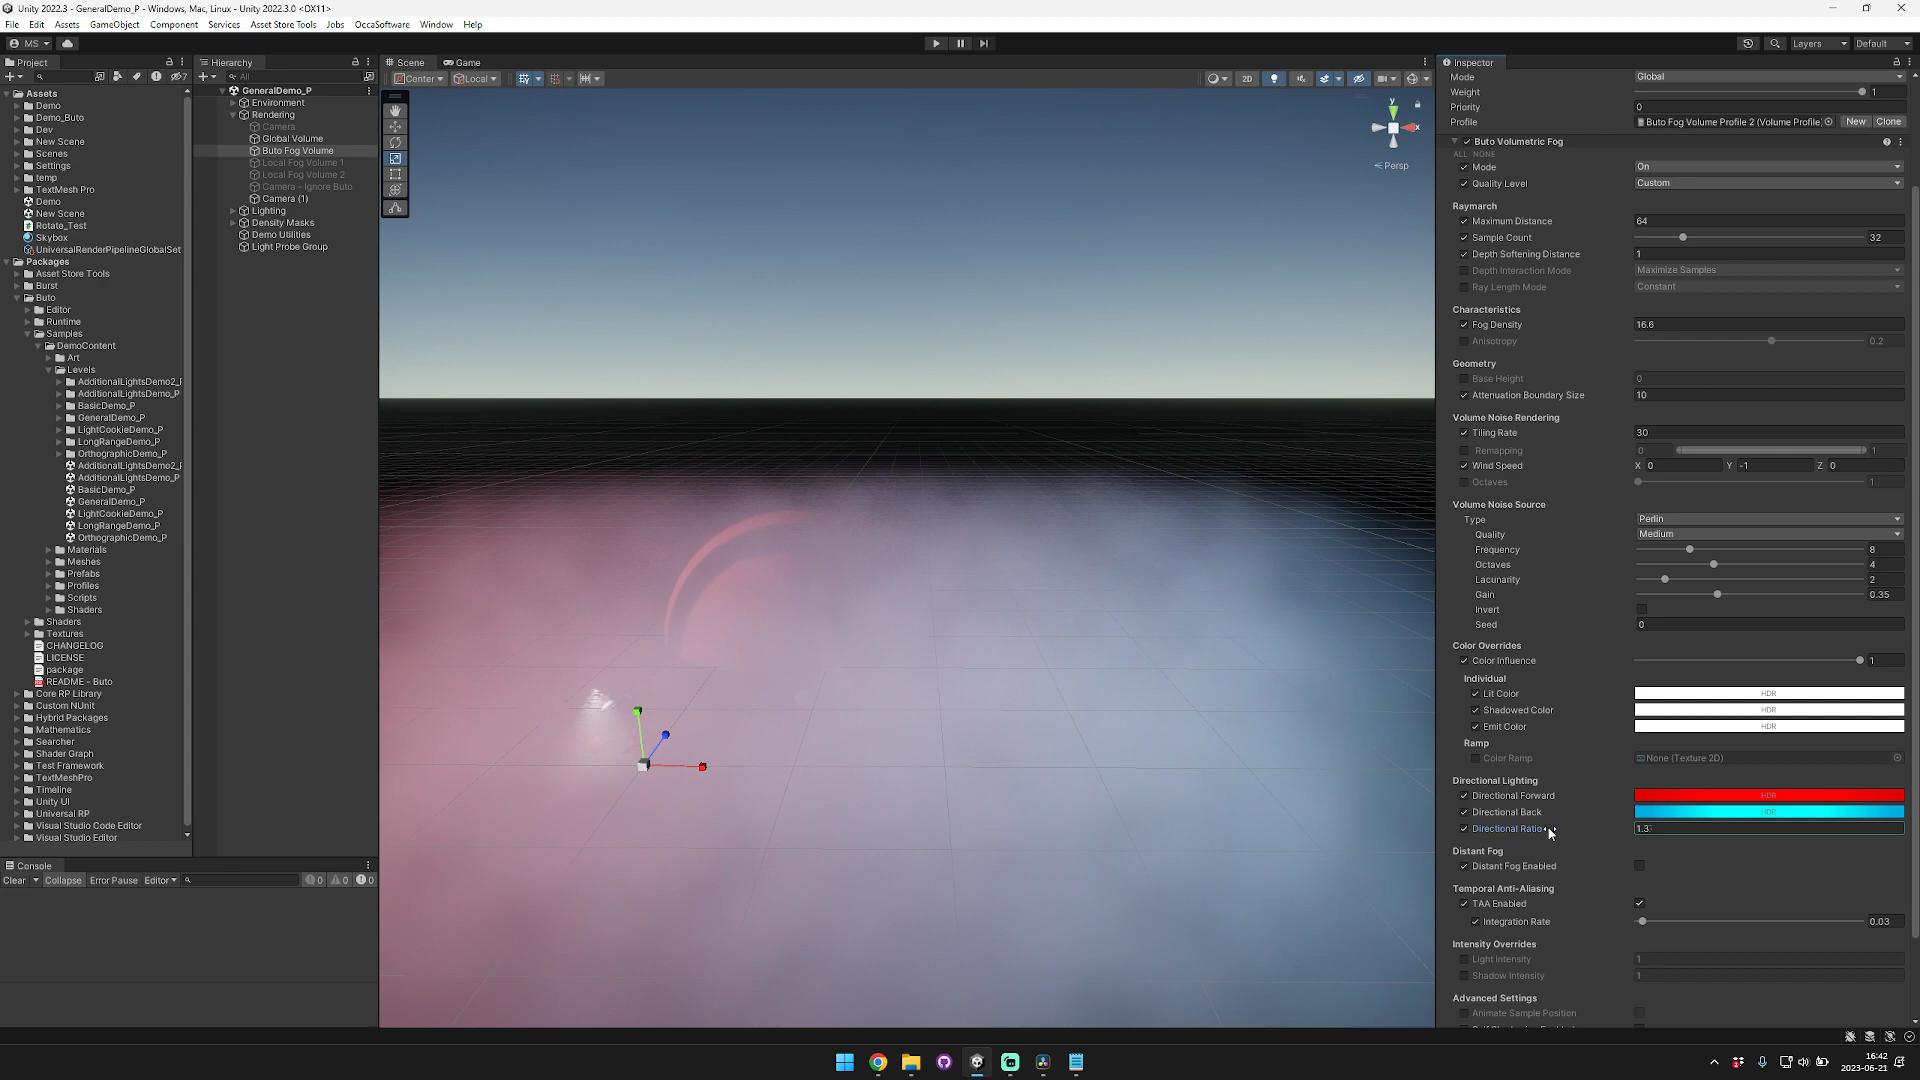 Unity 2022.3 - GeneralDemo_P - Windows, Mac, Linux - Unity 2022.3.0 <DX11>
File Edit Assets GameObject Component Services Asset Store Tools Jobs OccaSoftware Window Help
MS
Layers
Default
Project
Assets
Demo
Demo_Buto
Dev
New Scene
Scenes
Settings
temp
TextMesh Pro
Demo
New Scene
Rotate_Test
Skybox
UniversalRenderPipelineGlobalSet
Packages
Asset Store Tools
Burst
Buto
Editor
Runtime
Samples
DemoContent
Art
Levels
AdditionalLightsDemo2_F
AdditionalLightsDemo_P
BasicDemo_P
GeneralDemo_P
LightCookieDemo_P
LongRangeDemo_P
OrthographicDemo_P
AdditionalLightsDemo2_F
AdditionalLightsDemo_P
BasicDemo_P
GeneralDemo_P
LightCookieDemo_P
LongRangeDemo_P
OrthographicDemo_P
Materials
Meshes
Prefabs
Profiles
Scripts
Shaders
Shaders
Textures
CHANGELOG
LICENSE
package
README - Buto
Core RP Library
Custom NUnit
Hybrid Packages
Mathematics
Searcher
Shader Graph
Test Framework
TextMeshPro
Timeline
Unity UI
Universal RP
Visual Studio Code Editor
Visual Studio Editor
Hierarchy
All
GeneralDemo_P
Environment
Rendering
Camera
Global Volume
Buto Fog Volume
Local Fog Volume 1
Local Fog Volume 2
Camera - Ignore Buto
Camera (1)
Lighting
Density Masks
Demo Utilities
Light Probe Group
Scene Game
Center Local
2D
y
x
Persp
Console
Clear Collapse Error Pause Editor
0 0 0
Inspector
Mode Global
Weight 1
Priority 0
Profile Buto Fog Volume Profile 2 (Volume Profile) New Clone
Buto Volumetric Fog
ALL NONE
Mode On
Quality Level Custom
Raymarch
Maximum Distance 64
Sample Count 32
Depth Softening Distance 1
Depth Interaction Mode Maximize Samples
Ray Length Mode Constant
Characteristics
Fog Density 16.6
Anisotropy 0.2
Geometry
Base Height 0
Attenuation Boundary Size 10
Volume Noise Rendering
Tiling Rate 30
Remapping 0 1
Wind Speed X 0 Y -1 Z 0
Octaves 1
Volume Noise Source
Type Perlin
Quality Medium
Frequency 8
Octaves 4
Lacunarity 2
Gain 0.35
Invert
Seed 0
Color Overrides
Color Influence 1
Individual
Lit Color HDR
Shadowed Color HDR
Emit Color HDR
Ramp
Color Ramp None (Texture 2D)
Directional Lighting
Directional Forward HDR
Directional Back HDR
Directional Ratio
Distant Fog
Distant Fog Enabled
Temporal Anti-Aliasing
TAA Enabled
Integration Rate 0.03
Intensity Overrides
Light Intensity 1
Shadow Intensity 1
Advanced Settings
Animate Sample Position
16:42
2023-06-21